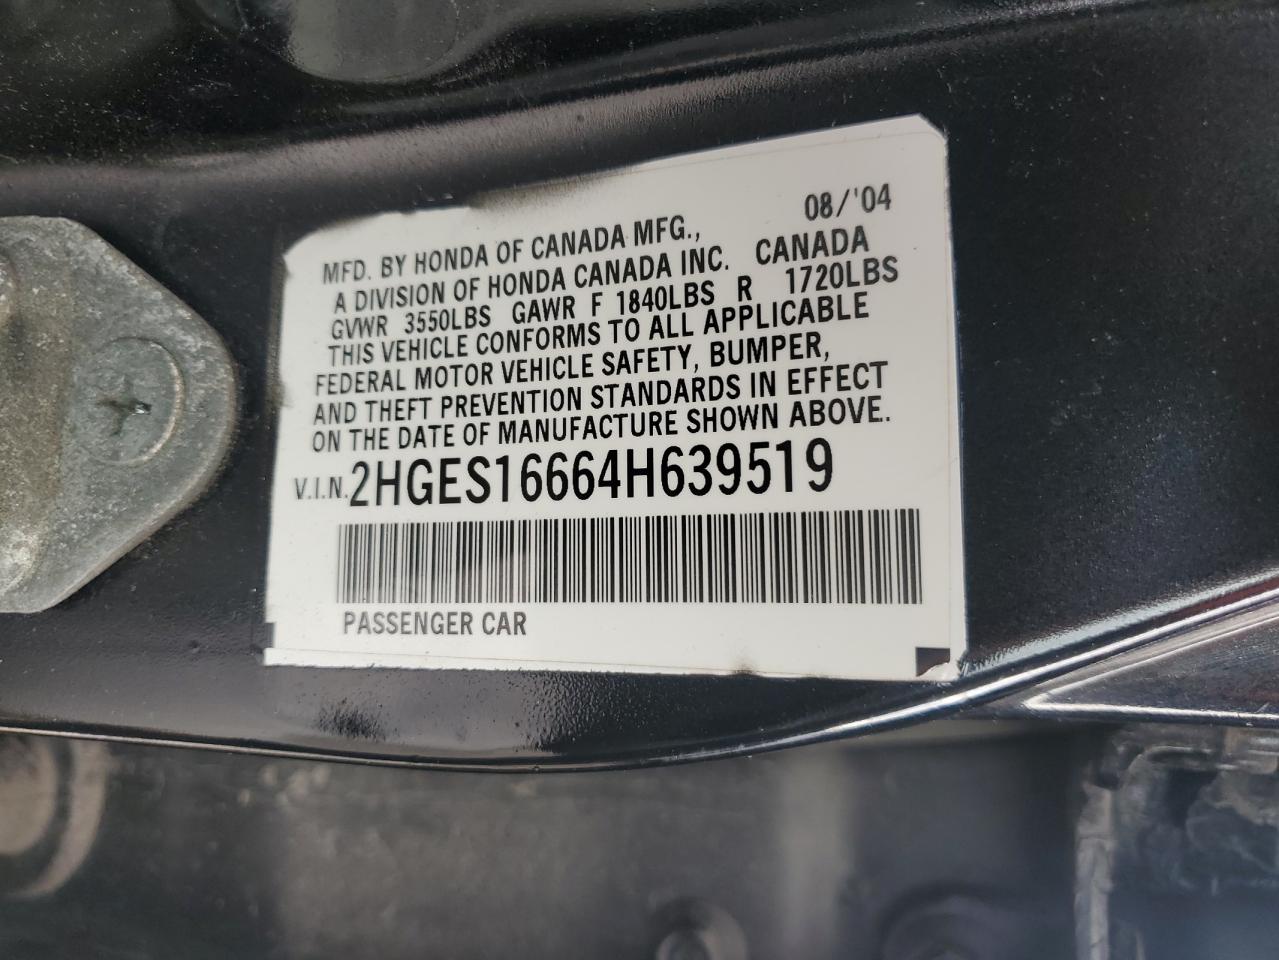 08/'04
MFD. BY HONDA OF CANADA MFG.,
A DIVISION OF HONDA CANADA INC. CANADA
GVWR 3550LBS GAWR F 1840LBS R 1720LBS
THIS VEHICLE CONFORMS TO ALL APPLICABLE
FEDERAL MOTOR VEHICLE SAFETY, BUMPER,
AND THEFT PREVENTION STANDARDS IN EFFECT
ON THE DATE OF MANUFACTURE SHOWN ABOVE.
V.I.N. 2HGES16664H639519
PASSENGER CAR